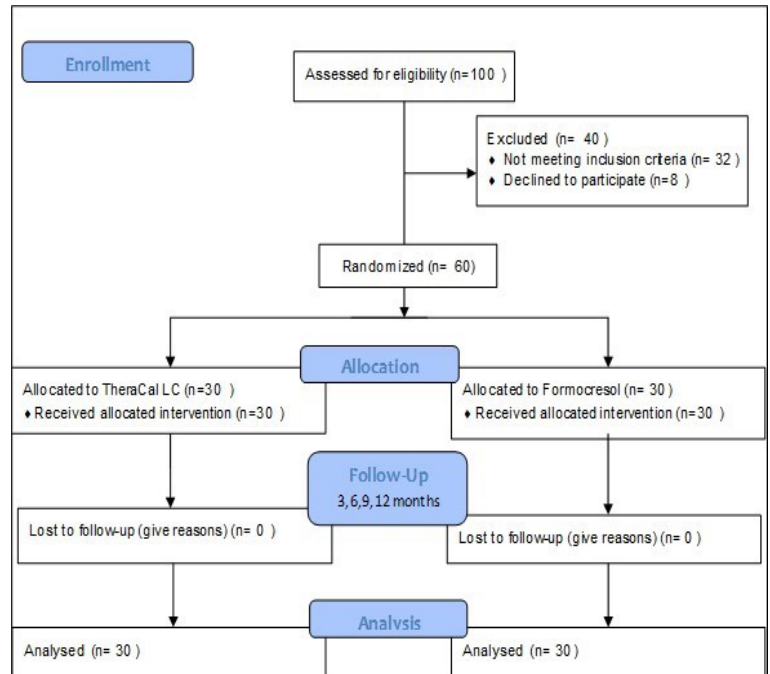 Enrollment
Assessed for eligibility (n=100 )
Excluded (n= 40 )
♦ Not meeting inclusion criteria (n= 32 )
♦ Declined to participate (n=8 )
Randomized (n= 60)
Allocation
Allocated to TheraCal LC (n=30 )
♦ Received allocated intervention (n=30 )
Allocated to Formocresol (n= 30 )
♦ Received allocated intervention (n=30 )
Follow-Up
3,6,9,12 months
Lost to follow-up (give reasons) (n= 0 )
Lost to follow-up (give reasons) (n= 0 )
Analysis
Analysed (n= 30 )
Analysed (n= 30 )